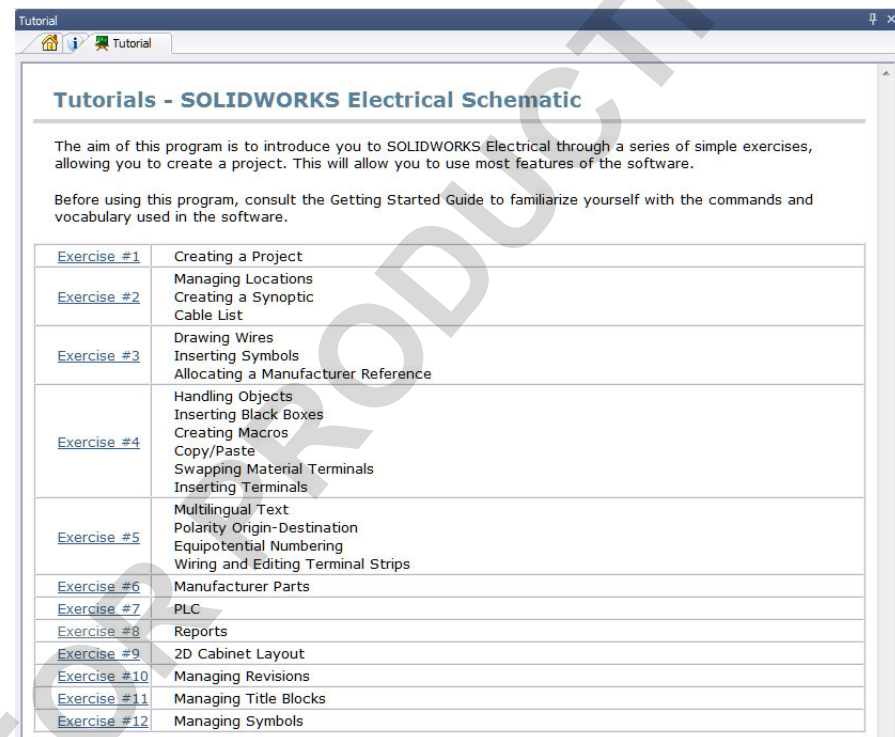 Tutorial
Tutorial
Tutorials - SOLIDWORKS Electrical Schematic
The aim of this program is to introduce you to SOLIDWORKS Electrical through a series of simple exercises,
allowing you to create a project. This will allow you to use most features of the software.
Before using this program, consult the Getting Started Guide to familiarize yourself with the commands and
vocabulary used in the software.
Exercise #1 Creating a Project
Exercise #2 Managing Locations
Creating a Synoptic
Cable List
Exercise #3 Drawing Wires
Inserting Symbols
Allocating a Manufacturer Reference
Exercise #4 Handling Objects
Inserting Black Boxes
Creating Macros
Copy/Paste
Swapping Material Terminals
Inserting Terminals
Exercise #5 Multilingual Text
Polarity Origin-Destination
Equipotential Numbering
Wiring and Editing Terminal Strips
Exercise #6 Manufacturer Parts
Exercise #7 PLC
Exercise #8 Reports
Exercise #9 2D Cabinet Layout
Exercise #10 Managing Revisions
Exercise #11 Managing Title Blocks
Exercise #12 Managing Symbols
FOR PRODUCTI